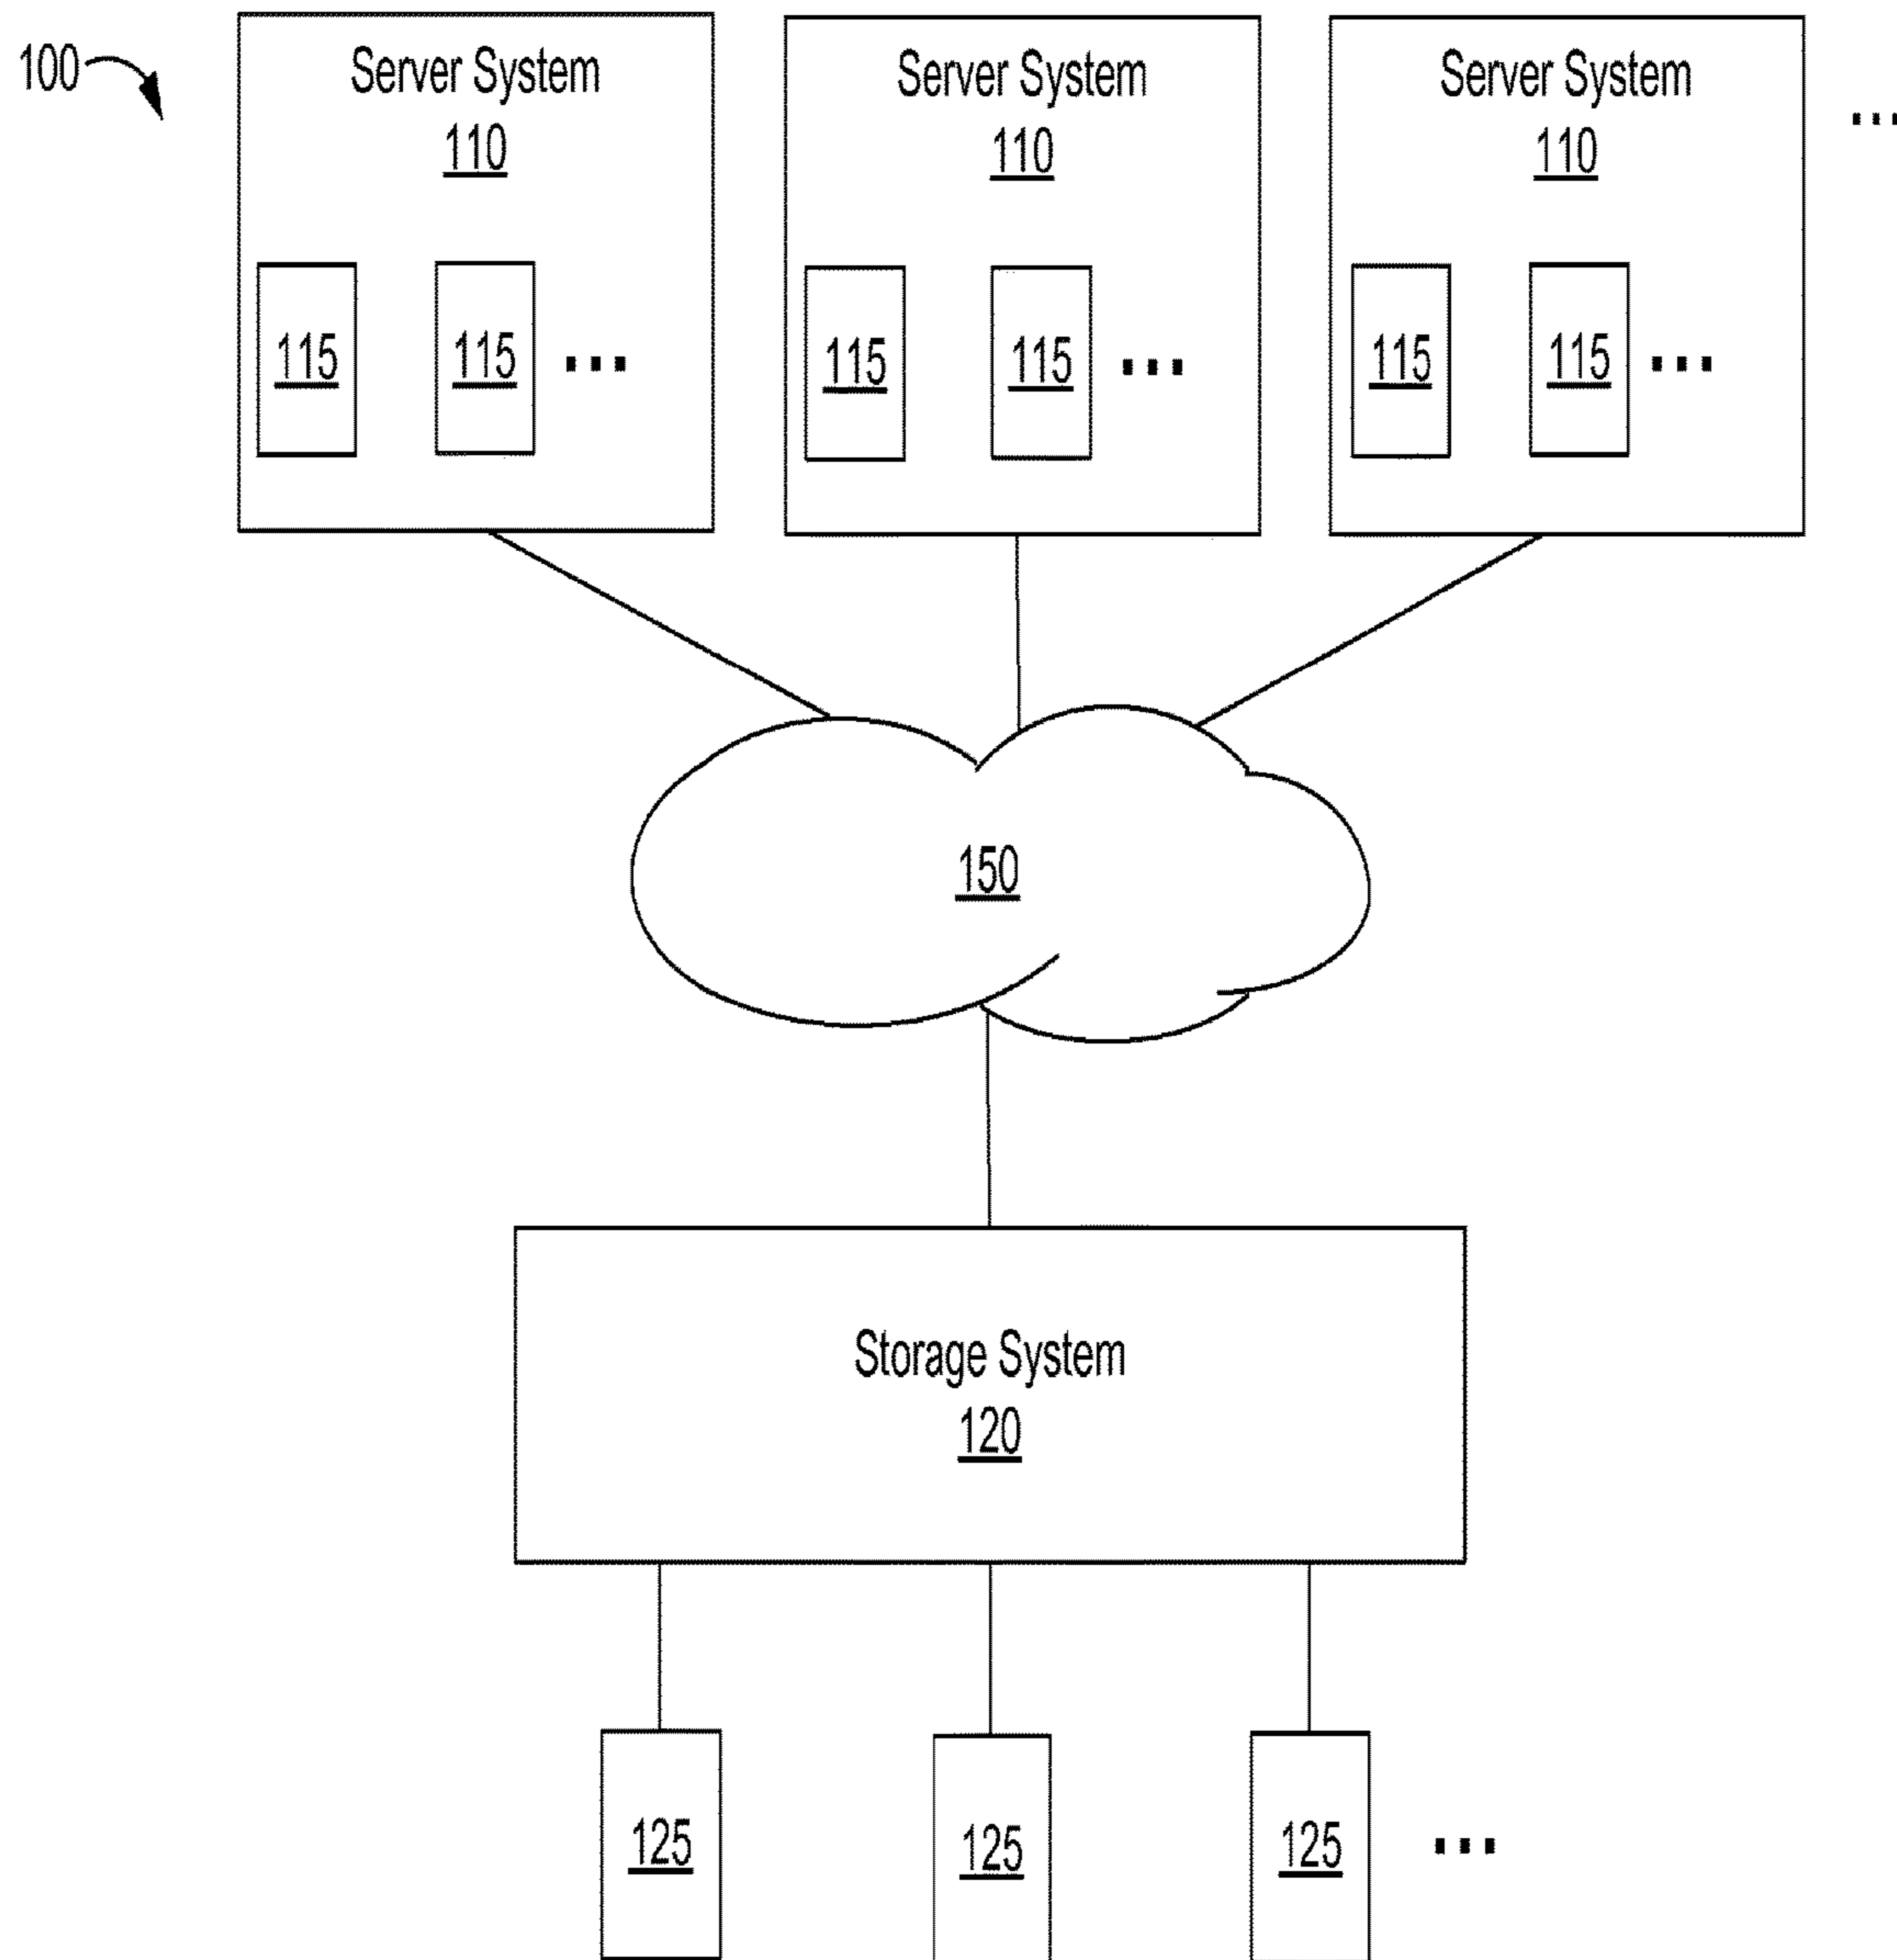 100
Server System
110
115 115 ...
Server System
110
115 115 ...
Server System
110
115 115 ...
...
150
Storage System
120
125 125 125 ...